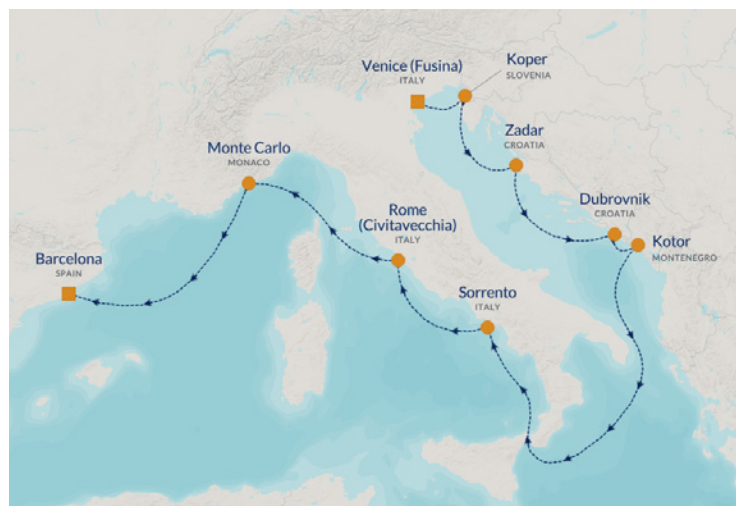 Venice (Fusina)
ITALY
Koper
SLOVENIA
Zadar
CROATIA
Monte Carlo
MONACO
Dubrovnik
CROATIA
Rome
(Civitavecchia)
ITALY
Kotor
MONTENEGRO
Barcelona
SPAIN
Sorrento
ITALY